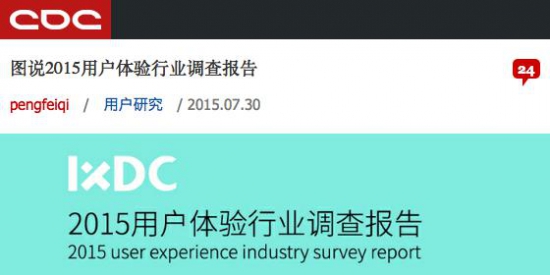 CDC
图说2015用户体验行业调查报告
24
pengfeiqi / 用户研究 / 2015.07.30
IXDC
2015用户体验行业调查报告
2015 user experience industry survey report